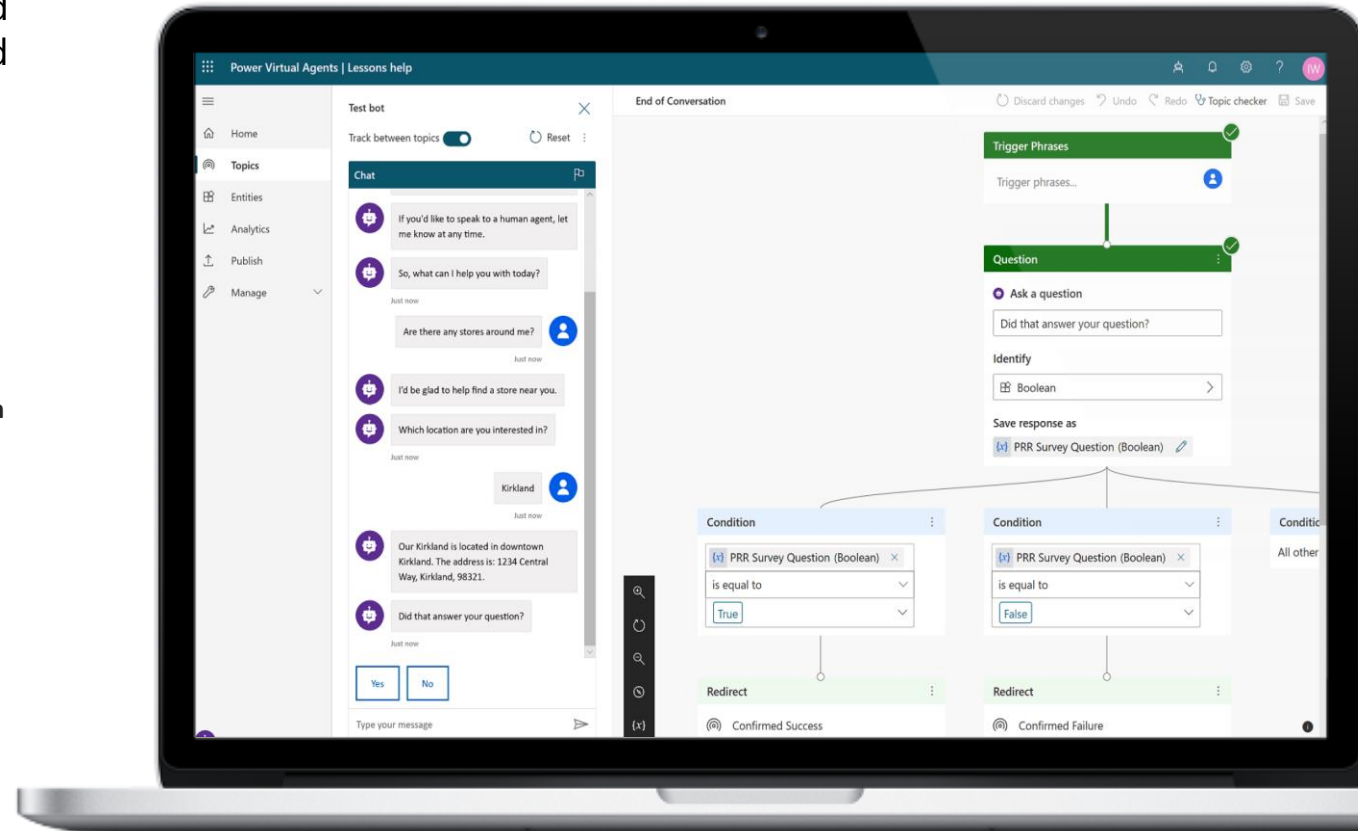 d
d
n
Power Virtual Agents | Lessons help
IW
Home
Topics
Entities
Analytics
Publish
Manage
Test bot
Track between topics
Reset
Chat
If you'd like to speak to a human agent, let
me know at any time.
So, what can I help you with today?
Just now
Are there any stores around me?
Just now
I'd be glad to help find a store near you.
Which location are you interested in?
Just now
Kirkland
Just now
Our Kirkland is located in downtown
Kirkland. The address is: 1234 Central
Way, Kirkland, 98321.
Did that answer your question?
Just now
Yes
No
Type your message
End of Conversation
Discard changes
Undo
Redo
Topic checker
Save
Trigger Phrases
Trigger phrases...
Question
Ask a question
Did that answer your question?
Identify
Boolean
Save response as
{x} PRR Survey Question (Boolean)
Condition
{x} PRR Survey Question (Boolean)
is equal to
True
Redirect
Confirmed Success
Condition
{x} PRR Survey Question (Boolean)
is equal to
False
Redirect
Confirmed Failure
Conditio
All other
{x}